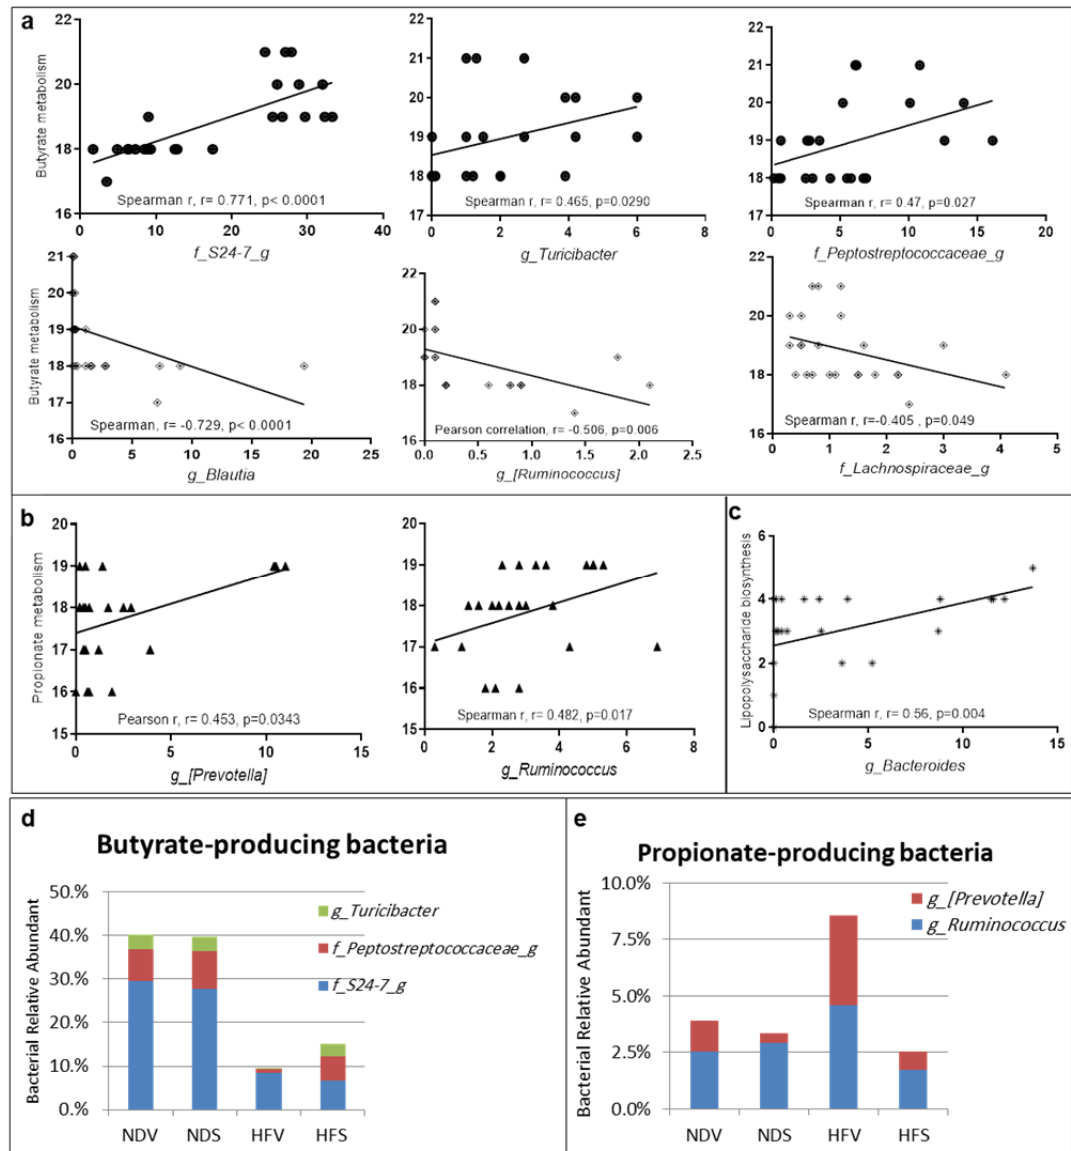 a
Butyrate metabolism
22
20
18
16
0
10
20
30
40
Spearman r, r= 0.771, p< 0.0001
f_S24-7_g
22
21
20
19
18
17
0
2
4
6
8
Spearman r, r= 0.465, p=0.0290
g_Turicibacter
22
21
20
19
18
17
0
5
10
15
20
Spearman r, r= 0.47, p=0.027
f_Peptostreptococcaceae_g
Butyrate metabolism
21
20
19
18
17
16
0
5
10
15
20
25
Spearman, r= -0.729, p< 0.0001
g_Blautia
22
20
18
16
0.0
0.5
1.0
1.5
2.0
2.5
Pearson correlation, r= -0.506, p=0.006
g_[Ruminococcus]
22
20
18
16
0
1
2
3
4
5
Spearman r, r=-0.405 , p=0.049
f_Lachnospiraceae_g
b
Propionate metabolism
20
19
18
17
16
15
0
5
10
15
Pearson r, r= 0.453, p=0.0343
g_[Prevotella]
20
19
18
17
16
15
0
2
4
6
8
Spearman r, r= 0.482, p=0.017
g_Ruminococcus
c
Lipopolysaccharide biosynthesis
6
4
2
0
0
5
10
15
Spearman r, r= 0.56, p=0.004
g_Bacteroides
d
Butyrate-producing bacteria
Bacterial Relative Abundant
50.%
40.%
30.%
20.%
10.%
0.%
g_Turicibacter
f_Peptostreptococcaceae_g
f_S24-7_g
NDV
NDS
HFV
HFS
e
Propionate-producing bacteria
Bacterial Relative Abundant
10.0%
7.5%
5.0%
2.5%
0.0%
g_[Prevotella]
g_Ruminococcus
NDV
NDS
HFV
HFS